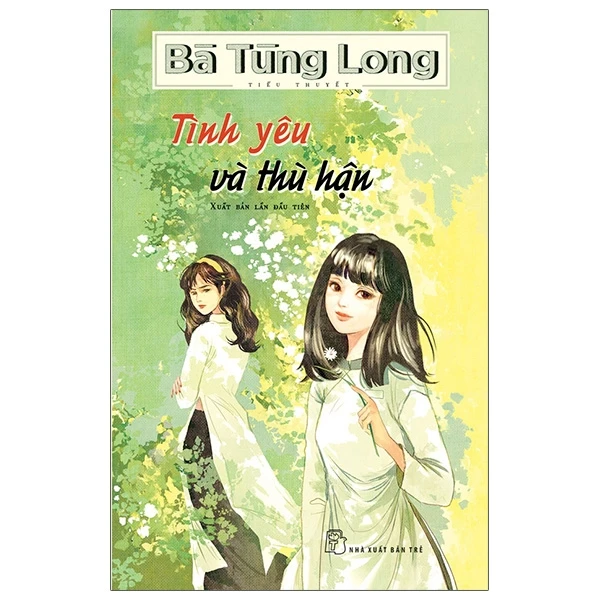 Bà Tùng Long
TIỂU THUYẾT
Tình yêu
và thù hận
XUẤT BẢN LẦN ĐẦU TIÊN
NHÀ XUẤT BẢN TRẺ